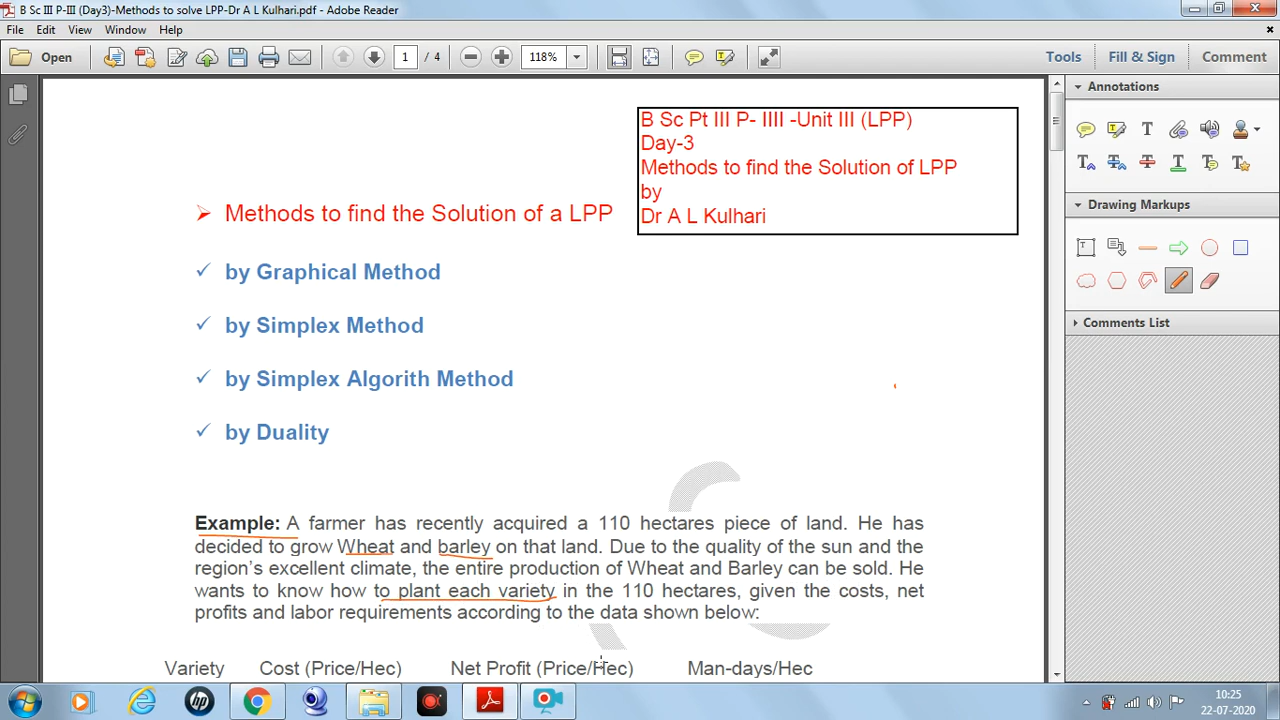 B Sc III P-III (Day3)-Methods to solve LPP-Dr A L Kulhari.pdf - Adobe Reader
File Edit View Window Help
Open 1 / 4 118% Tools Fill & Sign Comment
Annotations
Drawing Markups
Comments List
B Sc Pt III P- IIII -Unit III (LPP)
Day-3
Methods to find the Solution of LPP
by
Dr A L Kulhari
Methods to find the Solution of a LPP
by Graphical Method
by Simplex Method
by Simplex Algorith Method
by Duality
Example: A farmer has recently acquired a 110 hectares piece of land. He has
decided to grow Wheat and barley on that land. Due to the quality of the sun and the
region's excellent climate, the entire production of Wheat and Barley can be sold. He
wants to know how to plant each variety in the 110 hectares, given the costs, net
profits and labor requirements according to the data shown below:
Variety Cost (Price/Hec) Net Profit (Price/Hec) Man-days/Hec
10:25
22-07-2020